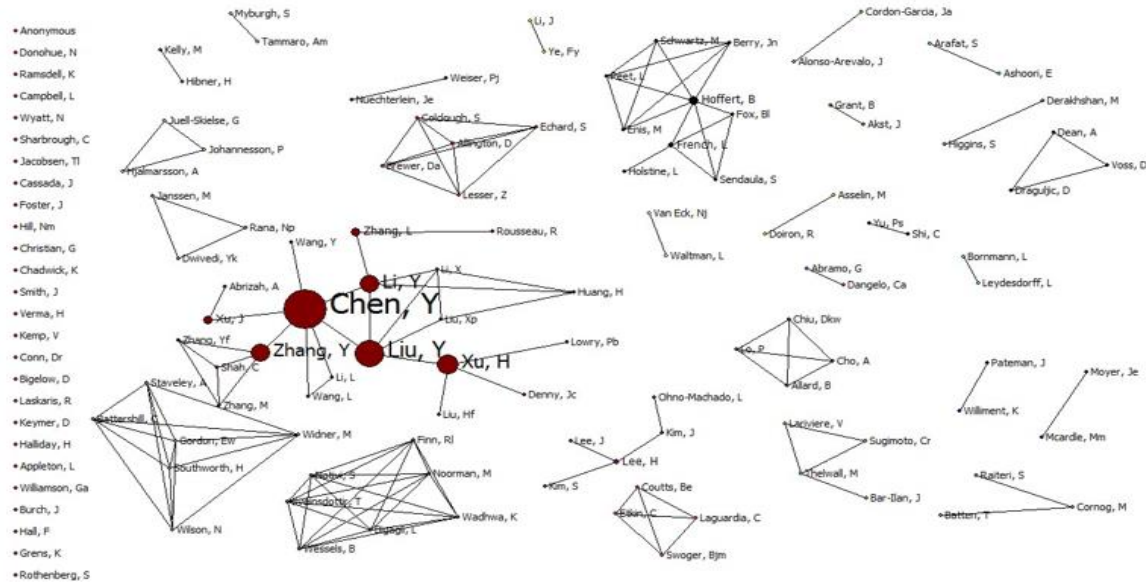 Anonymous
Donohue, N
Ramsdell, K
Campbell, L
Wyatt, N
Sharbrough, C
Jacobsen, Tl
Cassada, J
Foster, J
Hill, Nm
Christian, G
Chadwick, K
Smith, J
Verma, H
Kemp, V
Conn, Dr
Bigelow, D
Laskaris, R
Keymer, D
Halliday, H
Appleton, L
Williamson, Ga
Burch, J
Hall, F
Grens, K
Rothenberg, S
Myburgh, S
Tammaro, Am
Kelly, M
Hibner, H
Weiser, Pj
Nuechterlein, Je
Juell-Skielse, G
Johannesson, P
Hjalmarsson, A
Colclough, S
Echard, S
Allington, D
Brewer, Da
Lesser, Z
Li, J
Ye, Fy
Schwartz, M
Berry, Jn
Peet, L
Hoffert, B
Fox, Bl
Enis, M
French, L
Holstine, L
Sendaula, S
Cordon-Garcia, Ja
Alonso-Arevalo, J
Arafat, S
Ashoori, E
Grant, B
Akst, J
Derakhshan, M
Higgins, S
Dean, A
Voss, D
Draguljic, D
Janssen, M
Rana, Np
Dwivedi, Yk
Wang, Y
Zhang, L
Rousseau, R
Li, Y
Li, X
Huang, H
Liu, Xp
Abrizah, A
Xu, J
Chen, Y
Zhang, Yf
Zhang, Y
Liu, Y
Xu, H
Lowry, Pb
Shah, C
Li, L
Wang, L
Zhang, M
Denny, Jc
Liu, Hf
Asselin, M
Doiron, R
Van Eck, Nj
Waltman, L
Yu, Ps
Shi, C
Abramo, G
Dangelo, Ca
Bornmann, L
Leydesdorff, L
Chiu, Dkw
Lo, P
Cho, A
Allard, B
Pateman, J
Williment, K
Moyer, Je
Mcardle, Mm
Staveley, A
Battershill, C
Gordon, Ew
Widner, M
Southworth, H
Wilson, N
Finn, Rl
Noorman, M
Wadhwa, K
Wessels, B
Ohno-Machado, L
Lee, J
Kim, J
Lee, H
Kim, S
Coutts, Be
Etkin, C
Laguardia, C
Swoger, Bjm
Lariviere, V
Sugimoto, Cr
Thelwall, M
Bar-Ilan, J
Raiteri, S
Batten, T
Cornog, M